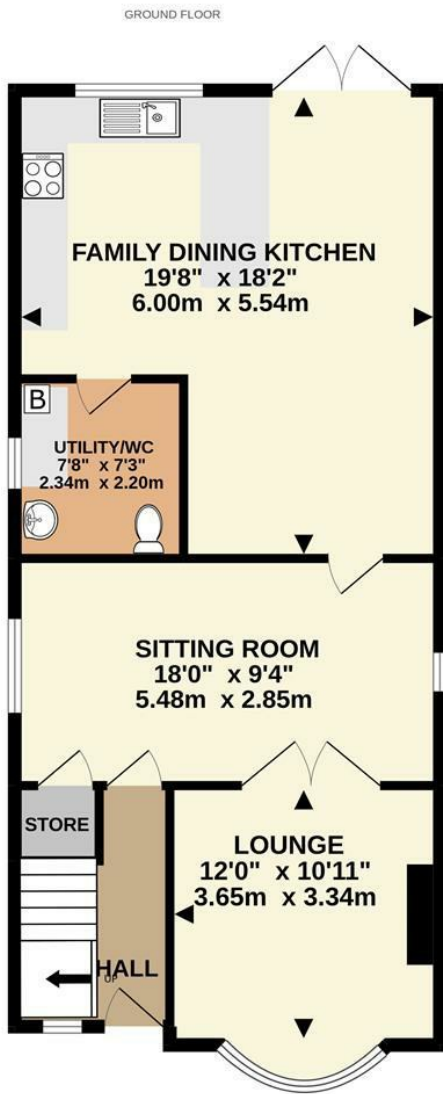 GROUND FLOOR
FAMILY DINING KITCHEN
19'8" x 18'2"
6.00m x 5.54m
B
UTILITY/WC
7'8" x 7'3"
2.34m x 2.20m
SITTING ROOM
18'0" x 9'4"
5.48m x 2.85m
STORE
LOUNGE
12'0" x 10'11"
3.65m x 3.34m
HALL
UP